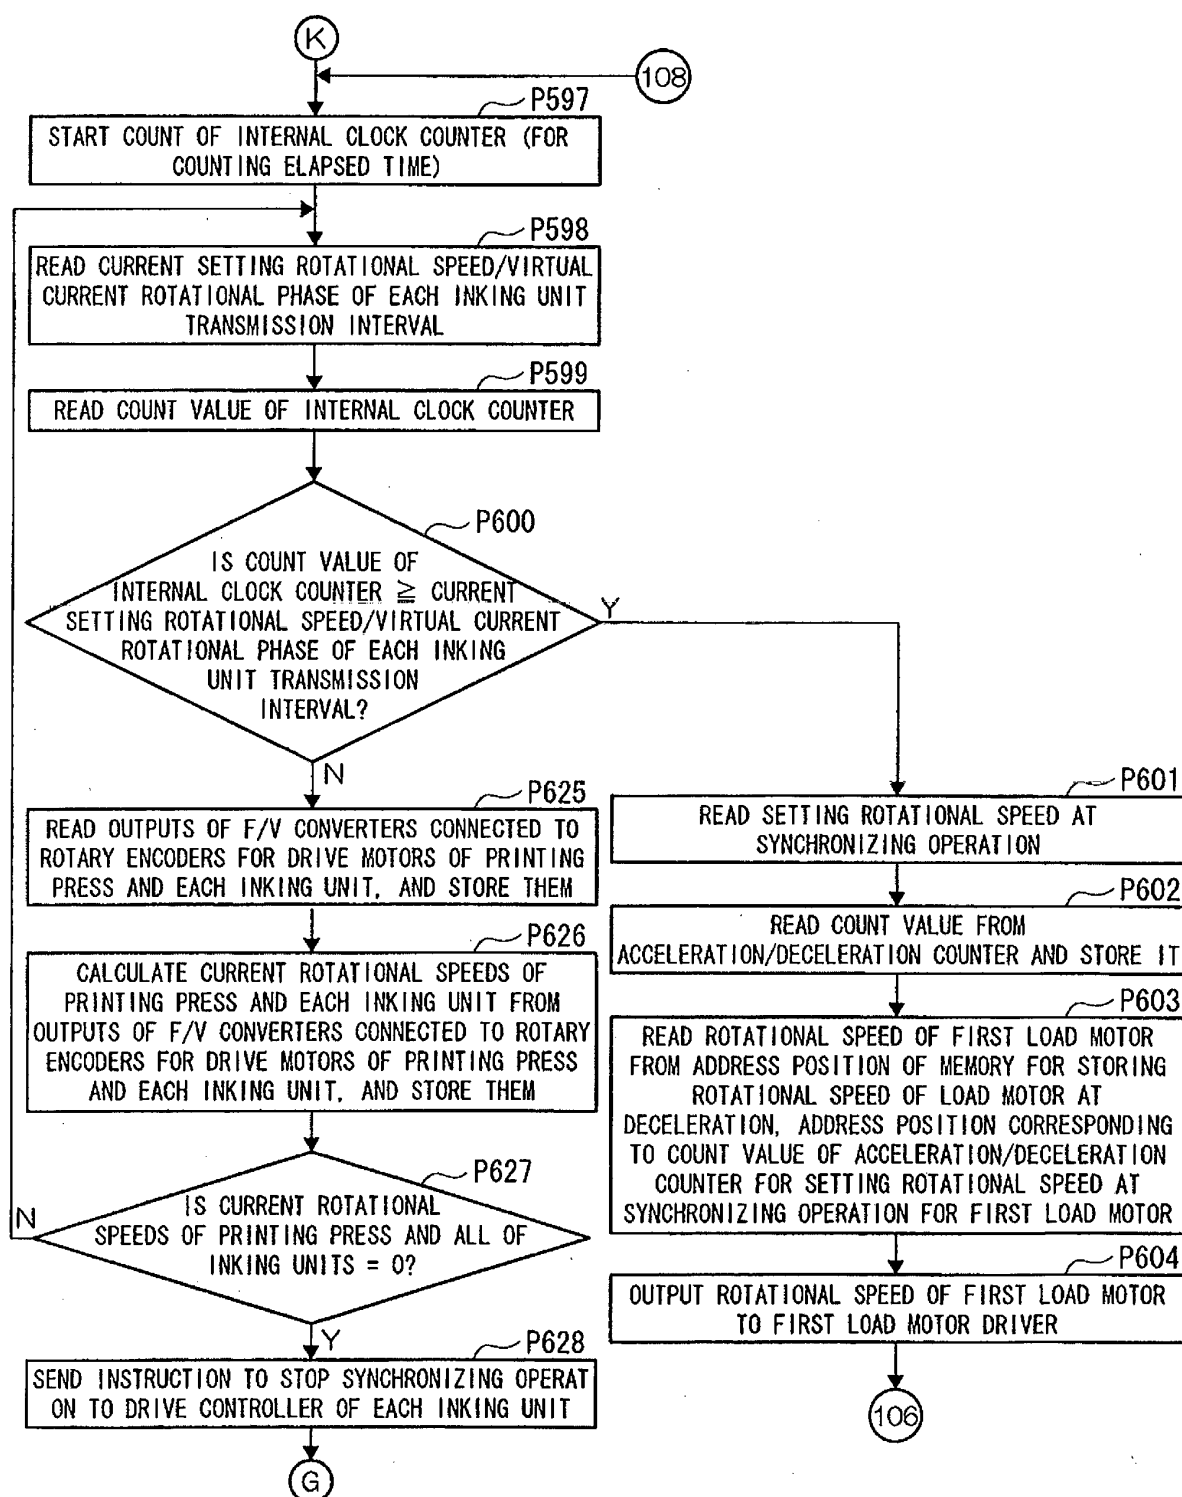 K
108
P597
START COUNT OF INTERNAL CLOCK COUNTER (FOR
COUNTING ELAPSED TIME)
P598
READ CURRENT SETTING ROTATIONAL SPEED/VIRTUAL
CURRENT ROTATIONAL PHASE OF EACH INKING UNIT
TRANSMISSION INTERVAL
P599
READ COUNT VALUE OF INTERNAL CLOCK COUNTER
P600
IS COUNT VALUE OF
INTERNAL CLOCK COUNTER ≧ CURRENT
SETTING ROTATIONAL SPEED/VIRTUAL CURRENT
ROTATIONAL PHASE OF EACH INKING
UNIT TRANSMISSION
INTERVAL?
Y
N
P625
READ OUTPUTS OF F/V CONVERTERS CONNECTED TO
ROTARY ENCODERS FOR DRIVE MOTORS OF PRINTING
PRESS AND EACH INKING UNIT, AND STORE THEM
P626
CALCULATE CURRENT ROTATIONAL SPEEDS OF
PRINTING PRESS AND EACH INKING UNIT FROM
OUTPUTS OF F/V CONVERTERS CONNECTED TO ROTARY
ENCODERS FOR DRIVE MOTORS OF PRINTING PRESS
AND EACH INKING UNIT, AND STORE THEM
P627
IS CURRENT ROTATIONAL
SPEEDS OF PRINTING PRESS AND ALL OF
INKING UNITS = 0?
N
Y
P628
SEND INSTRUCTION TO STOP SYNCHRONIZING OPERAT
ON TO DRIVE CONTROLLER OF EACH INKING UNIT
G
P601
READ SETTING ROTATIONAL SPEED AT
SYNCHRONIZING OPERATION
P602
READ COUNT VALUE FROM
ACCELERATION/DECELERATION COUNTER AND STORE IT
P603
READ ROTATIONAL SPEED OF FIRST LOAD MOTOR
FROM ADDRESS POSITION OF MEMORY FOR STORING
ROTATIONAL SPEED OF LOAD MOTOR AT
DECELERATION, ADDRESS POSITION CORRESPONDING
TO COUNT VALUE OF ACCELERATION/DECELERATION
COUNTER FOR SETTING ROTATIONAL SPEED AT
SYNCHRONIZING OPERATION FOR FIRST LOAD MOTOR
P604
OUTPUT ROTATIONAL SPEED OF FIRST LOAD MOTOR
TO FIRST LOAD MOTOR DRIVER
106